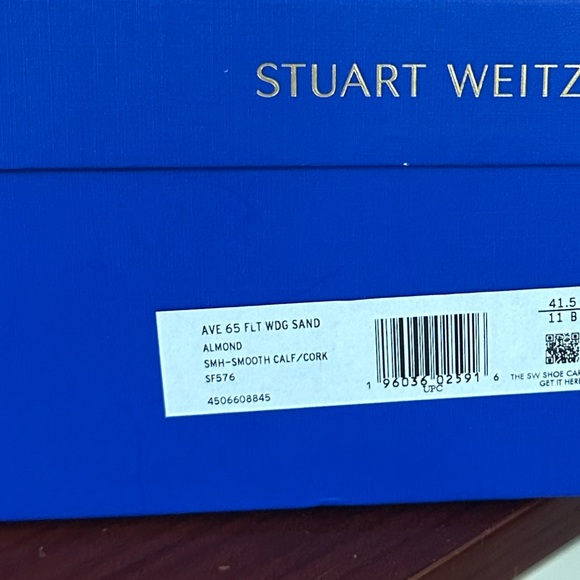 STUART WEITZ
AVE 65 FLT WDG SAND
ALMOND
SMH-SMOOTH CALF/CORK
SF576
4506608845
1 96036 02591 6
UPC
41.5
11 B
THE SW SHOE CAR
GET IT HERE